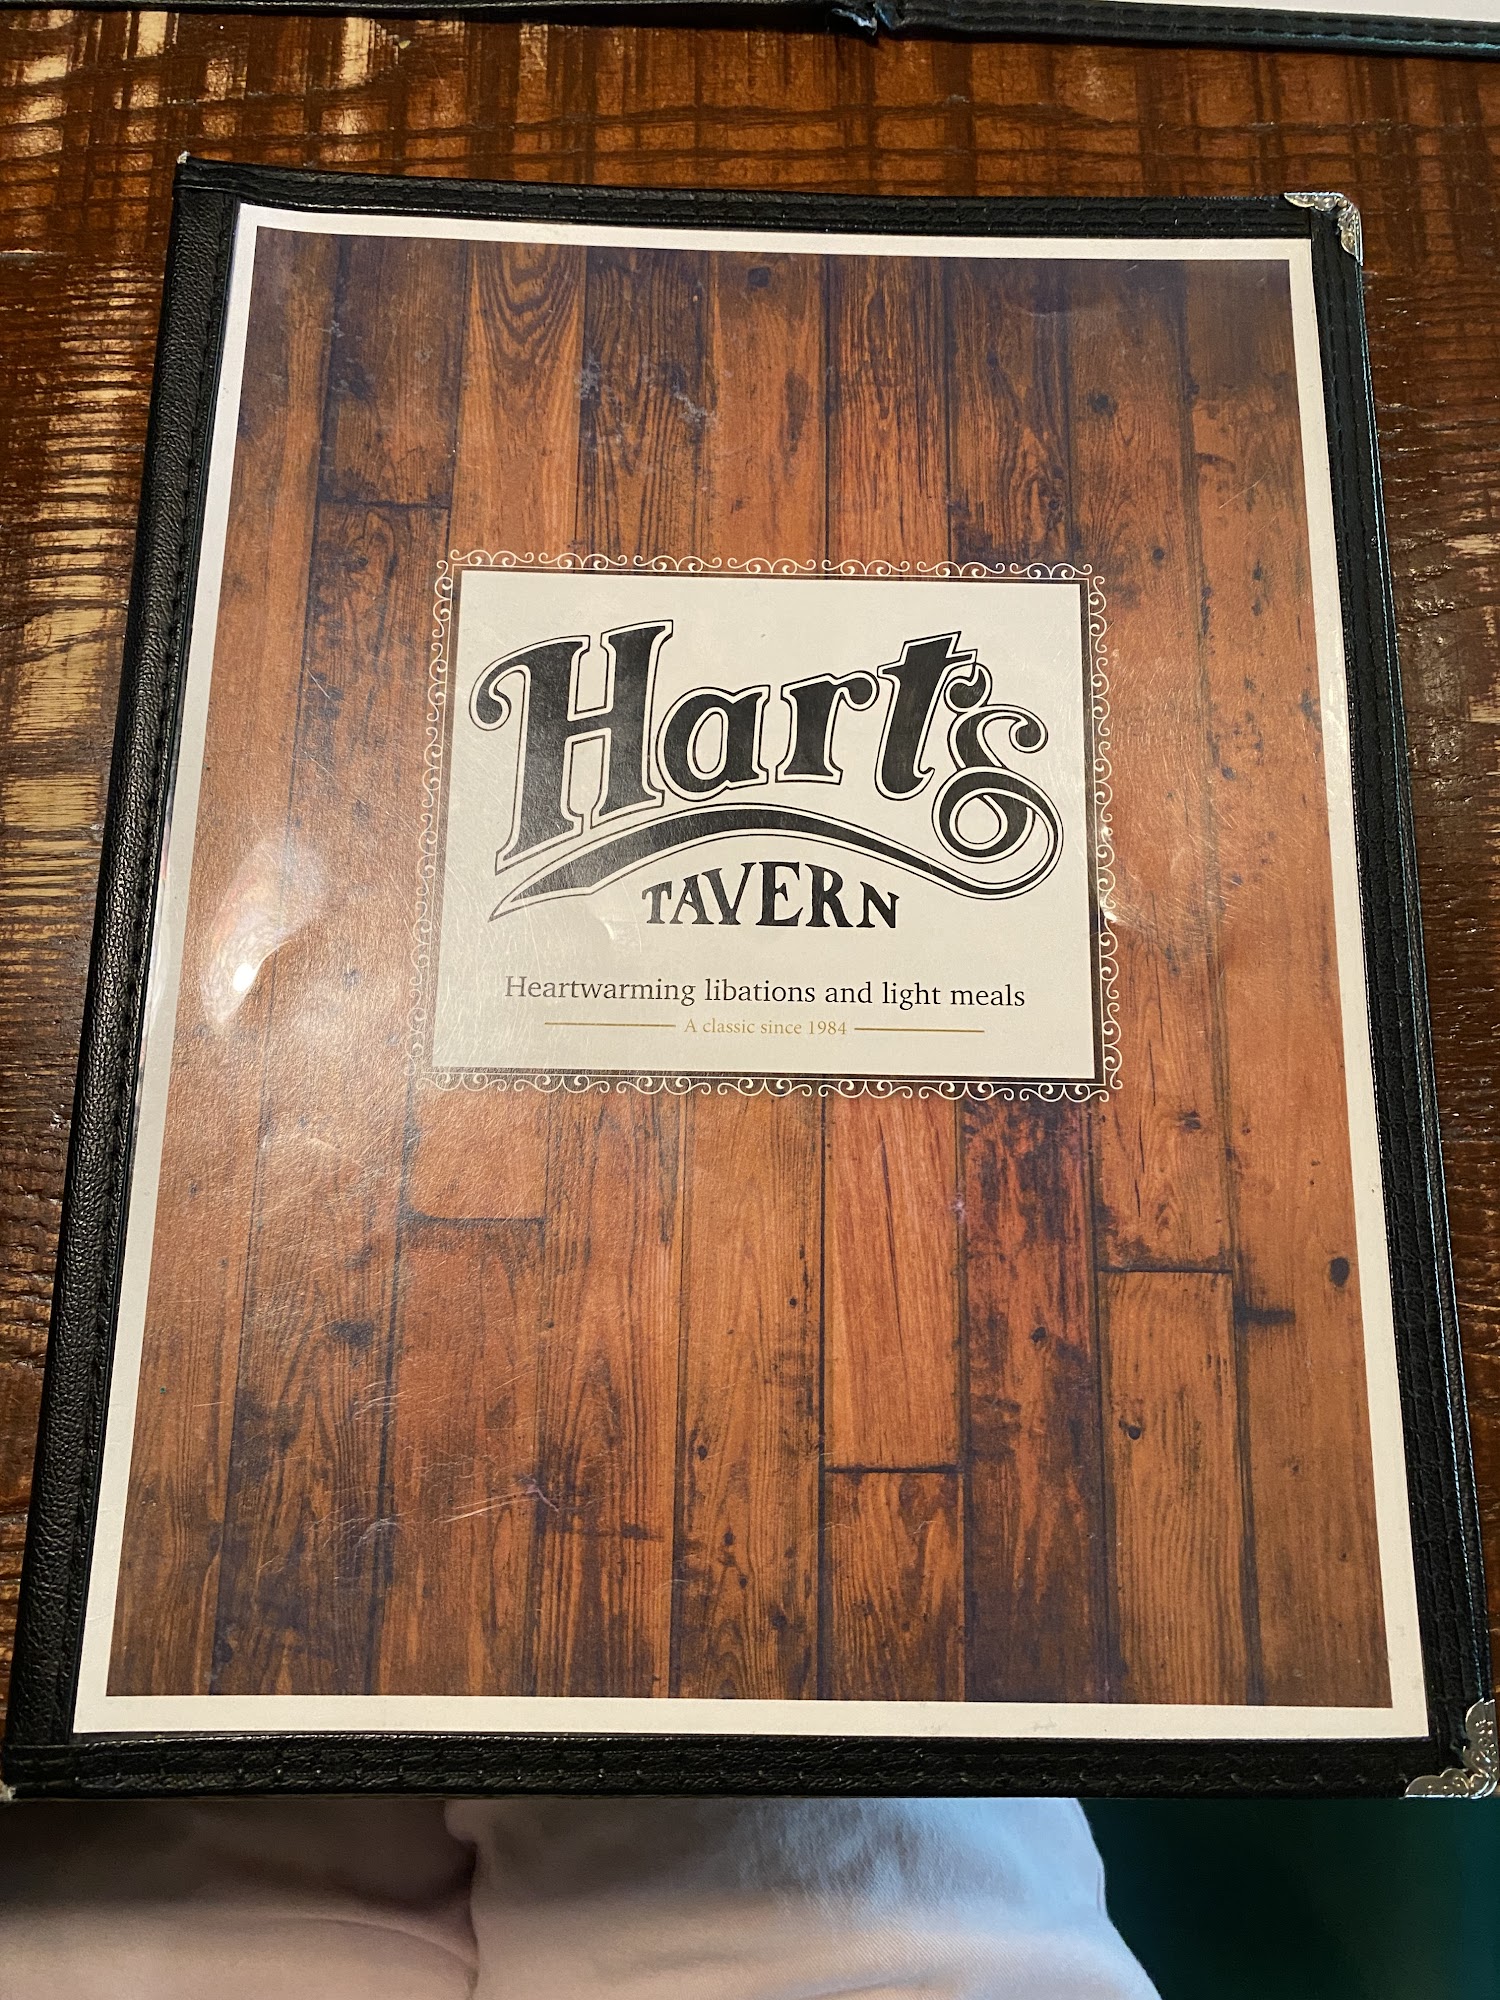 Hart's
TAVERN
Heartwarming libations and light meals
A classic since 1984